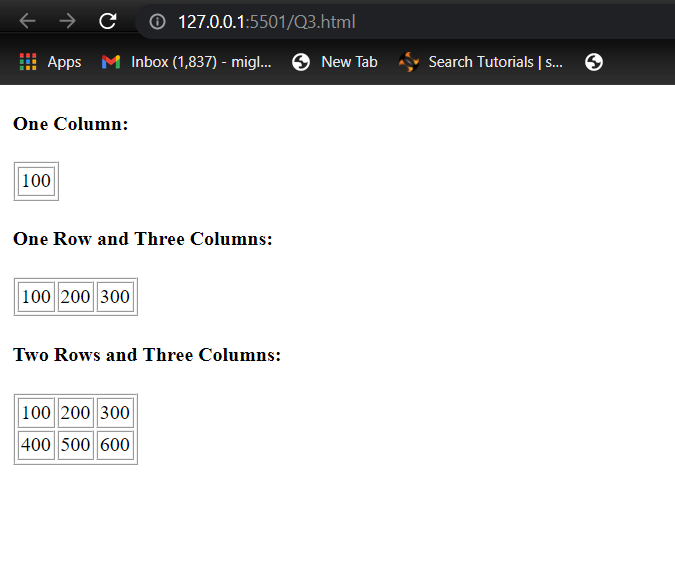 127.0.0.1:5501/Q3.html
Apps Inbox (1,837) - migl... New Tab Search Tutorials | s...
One Column:
100
One Row and Three Columns:
100 200 300
Two Rows and Three Columns:
100 200 300
400 500 600